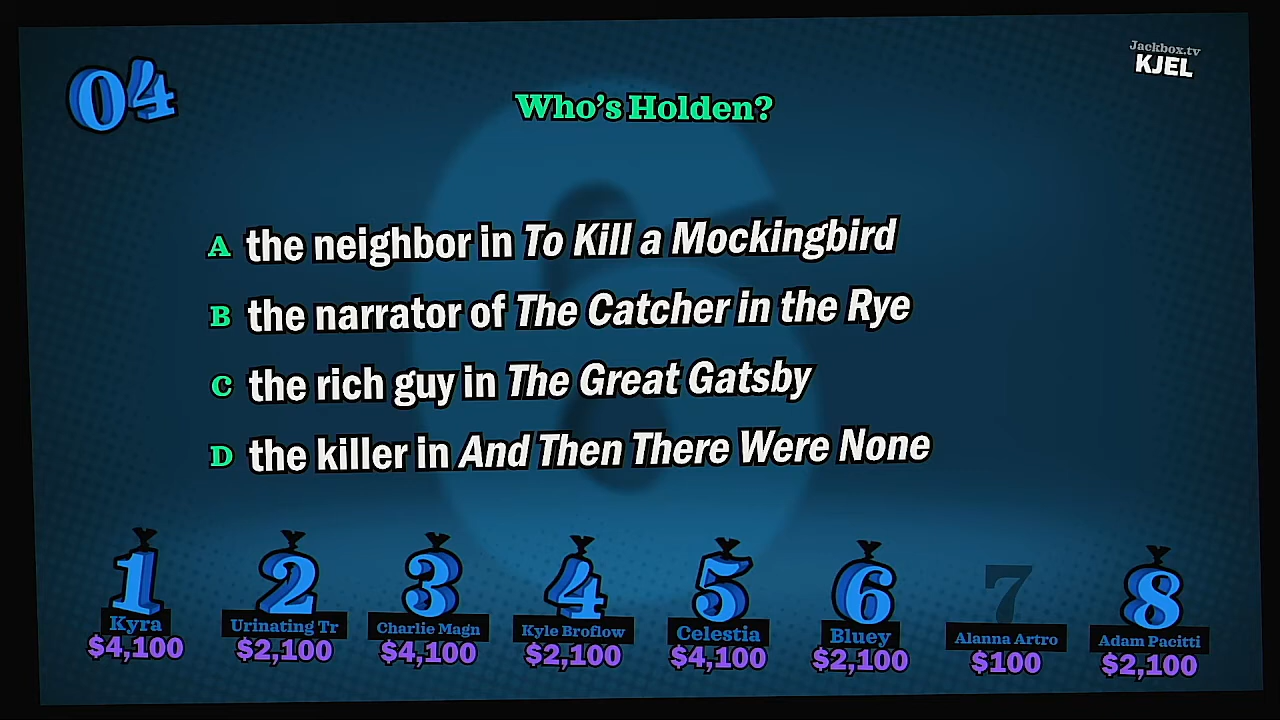 04
Jackbox.tv
KJEL
Who's Holden?
A the neighbor in To Kill a Mockingbird
B the narrator of The Catcher in the Rye
C the rich guy in The Great Gatsby
D the killer in And Then There Were None
6
1 2 3 4 5 6 7 8
Kyra Urinating Tr Charlie Magn Kyle Broflow Celestia Bluey Alanna Artro Adam Pacitti
$4,100 $2,100 $4,100 $2,100 $4,100 $2,100 $100 $2,100